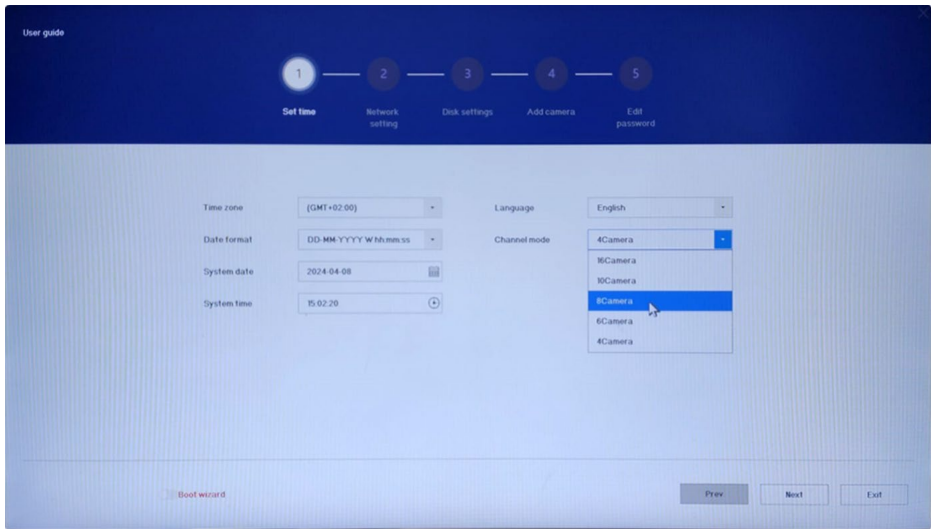 User guide
1
2
3
4
5
Set time
Network
setting
Disk settings
Add camera
Edit
password
Time zone
(GMT+02:00)
Language
English
Date format
DD-MM-YYYY W hh:mm:ss
Channel mode
4Camera
System date
2024-04-08
16Camera
10Camera
System time
15:02:20
8Camera
6Camera
4Camera
Boot wizard
Prev
Next
Exit